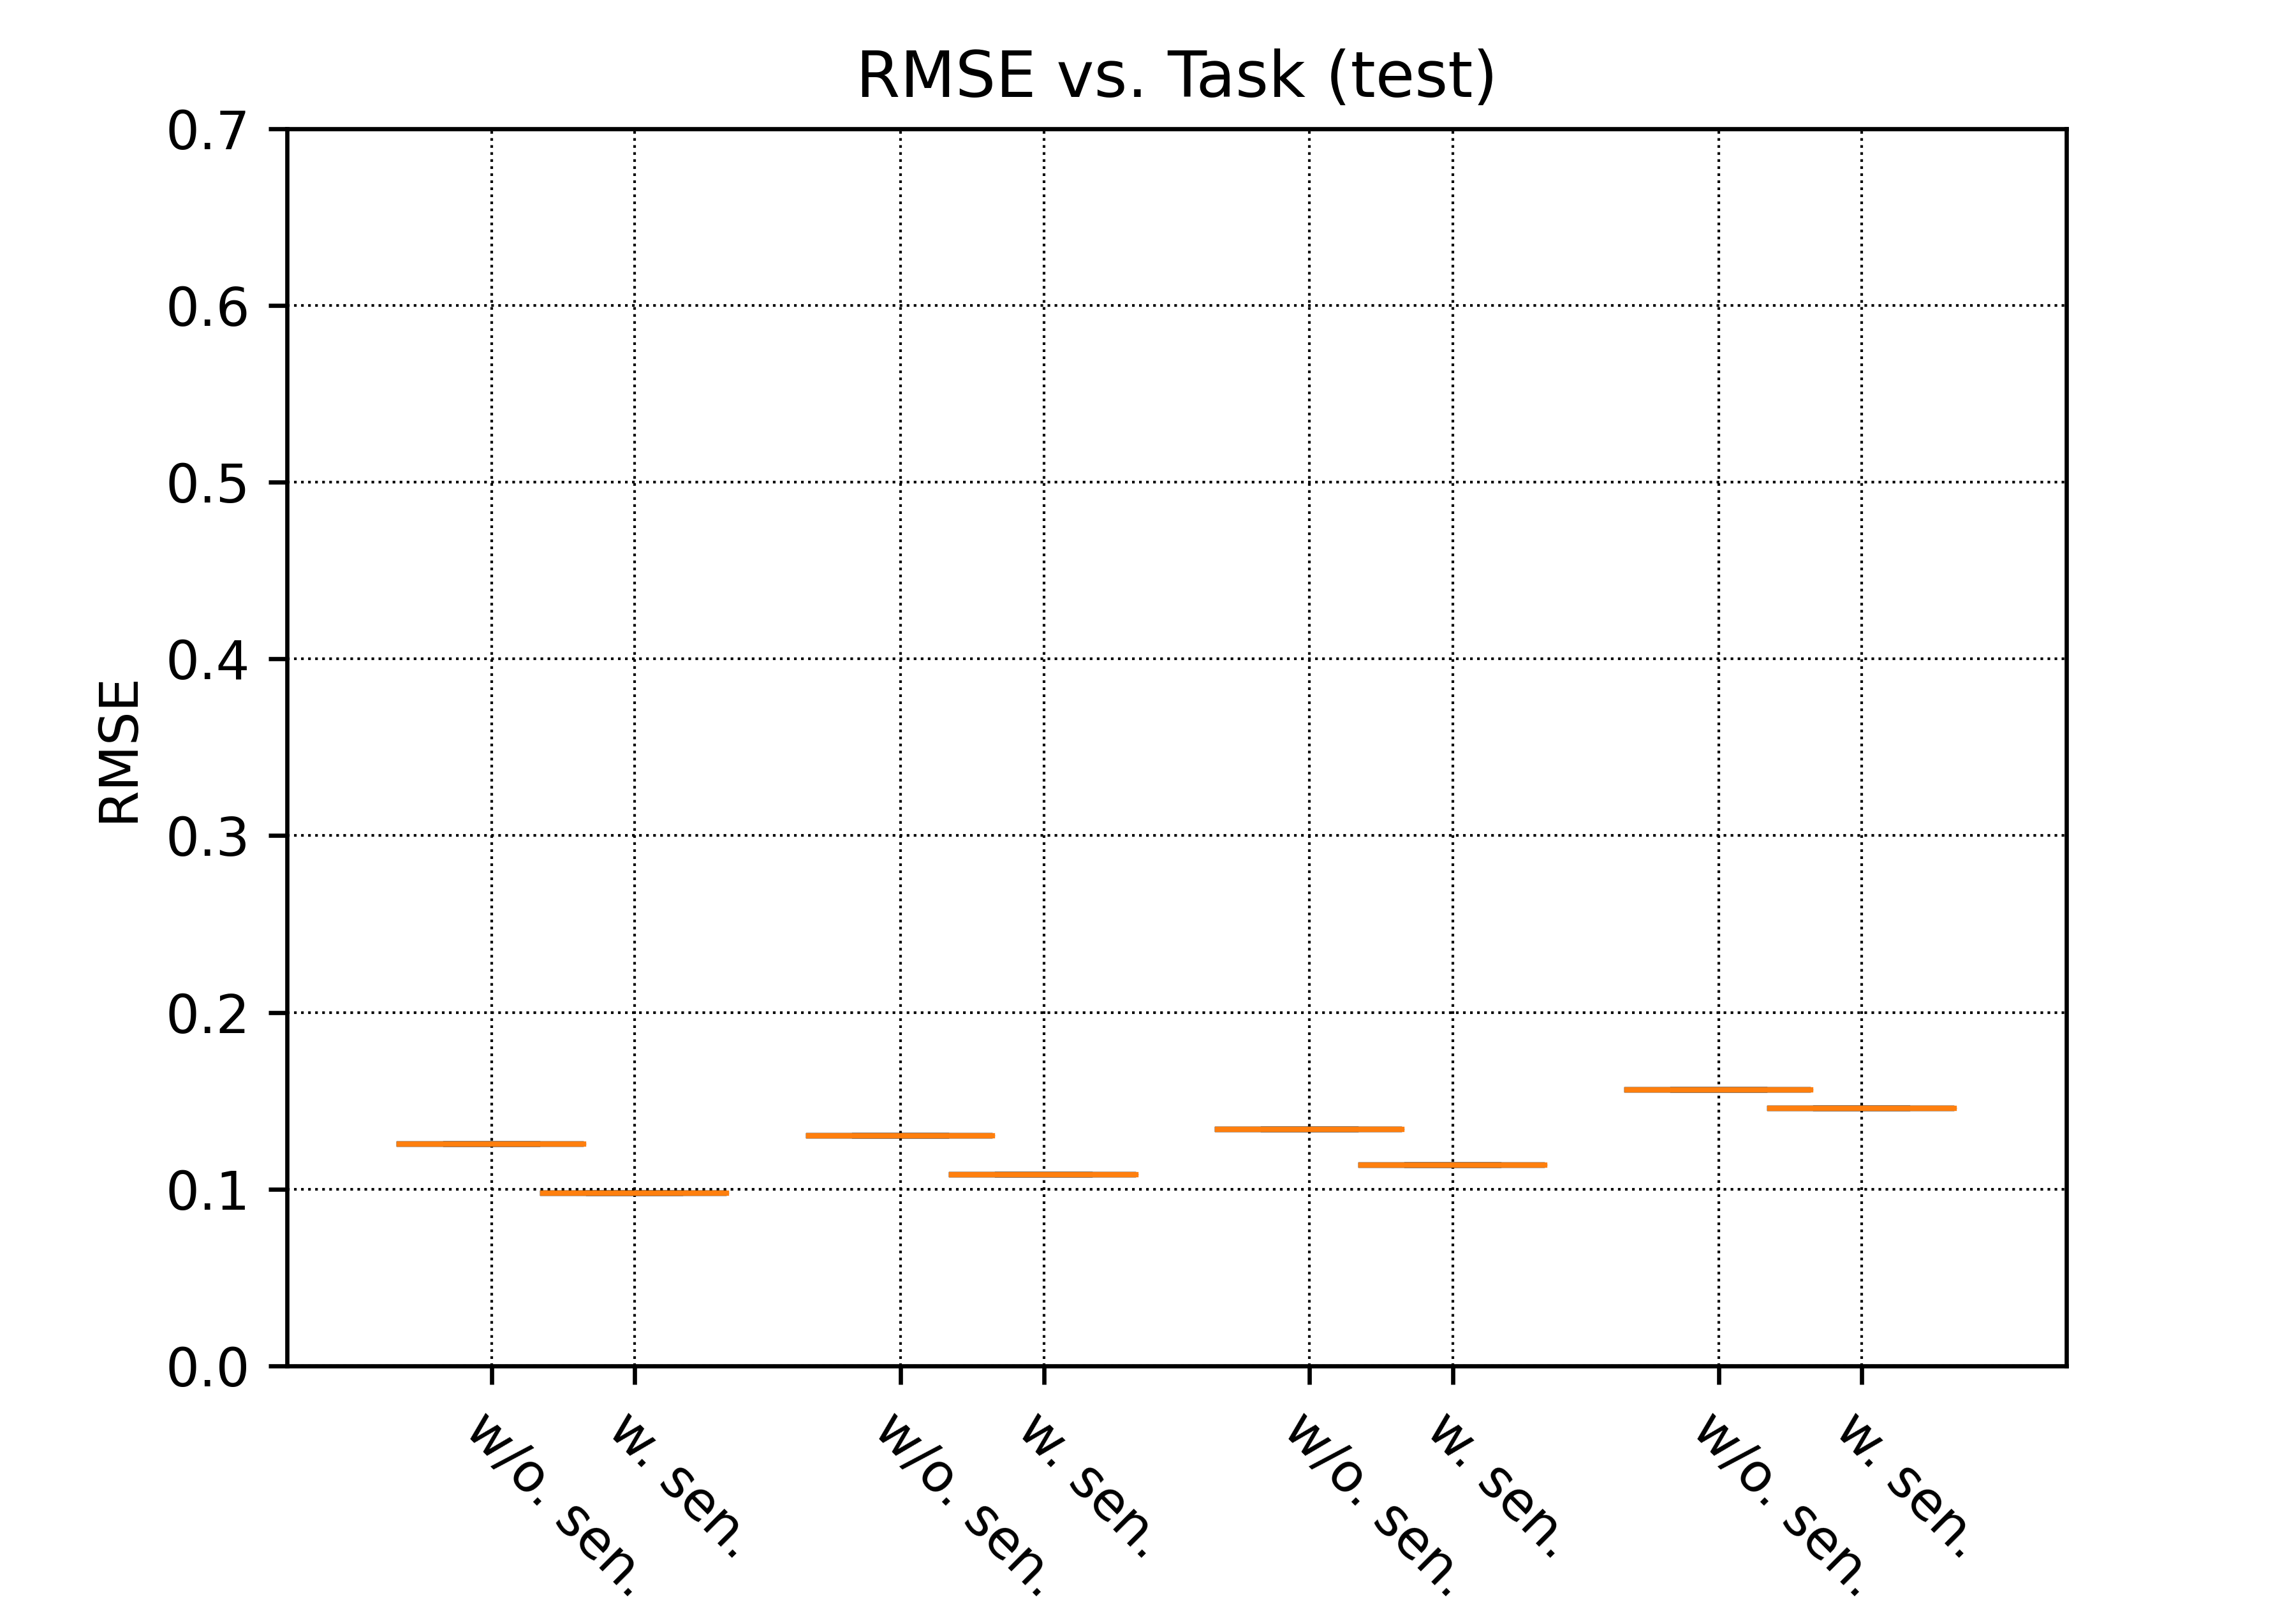 RMSE vs. Task (test)
RMSE
0.7
0.6
0.5
0.4
0.3
0.2
0.1
0.0
w/o. sen.
w. sen.
w/o. sen.
w. sen.
w/o. sen.
w. sen.
w/o. sen.
w. sen.